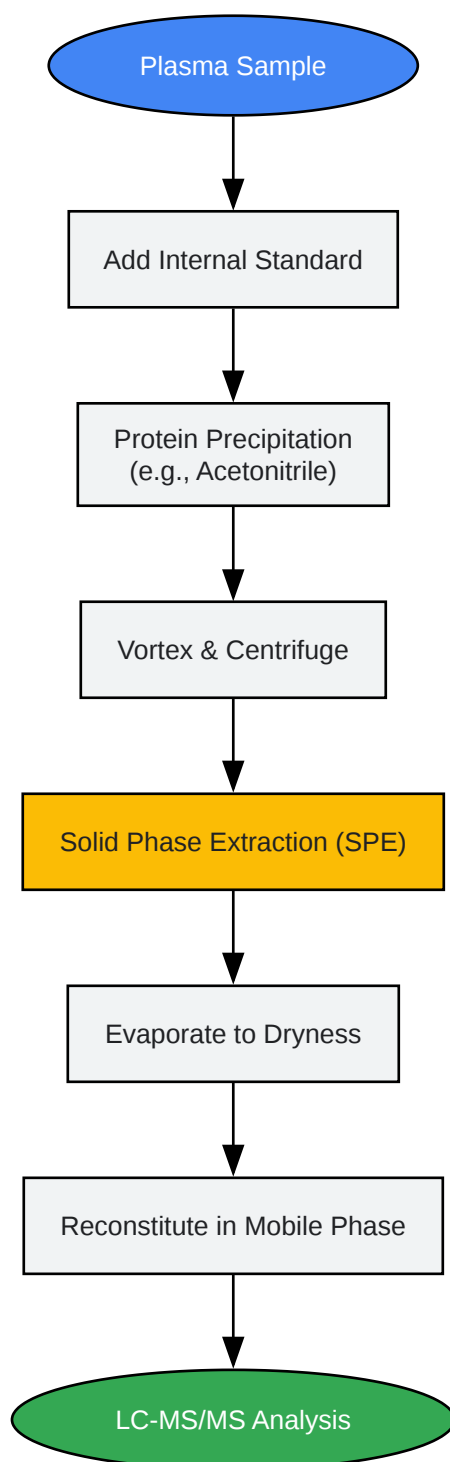 Plasma Sample
Add Internal Standard
Protein Precipitation
(e.g., Acetonitrile)
Vortex & Centrifuge
Solid Phase Extraction (SPE)
Evaporate to Dryness
Reconstitute in Mobile Phase
LC-MS/MS Analysis